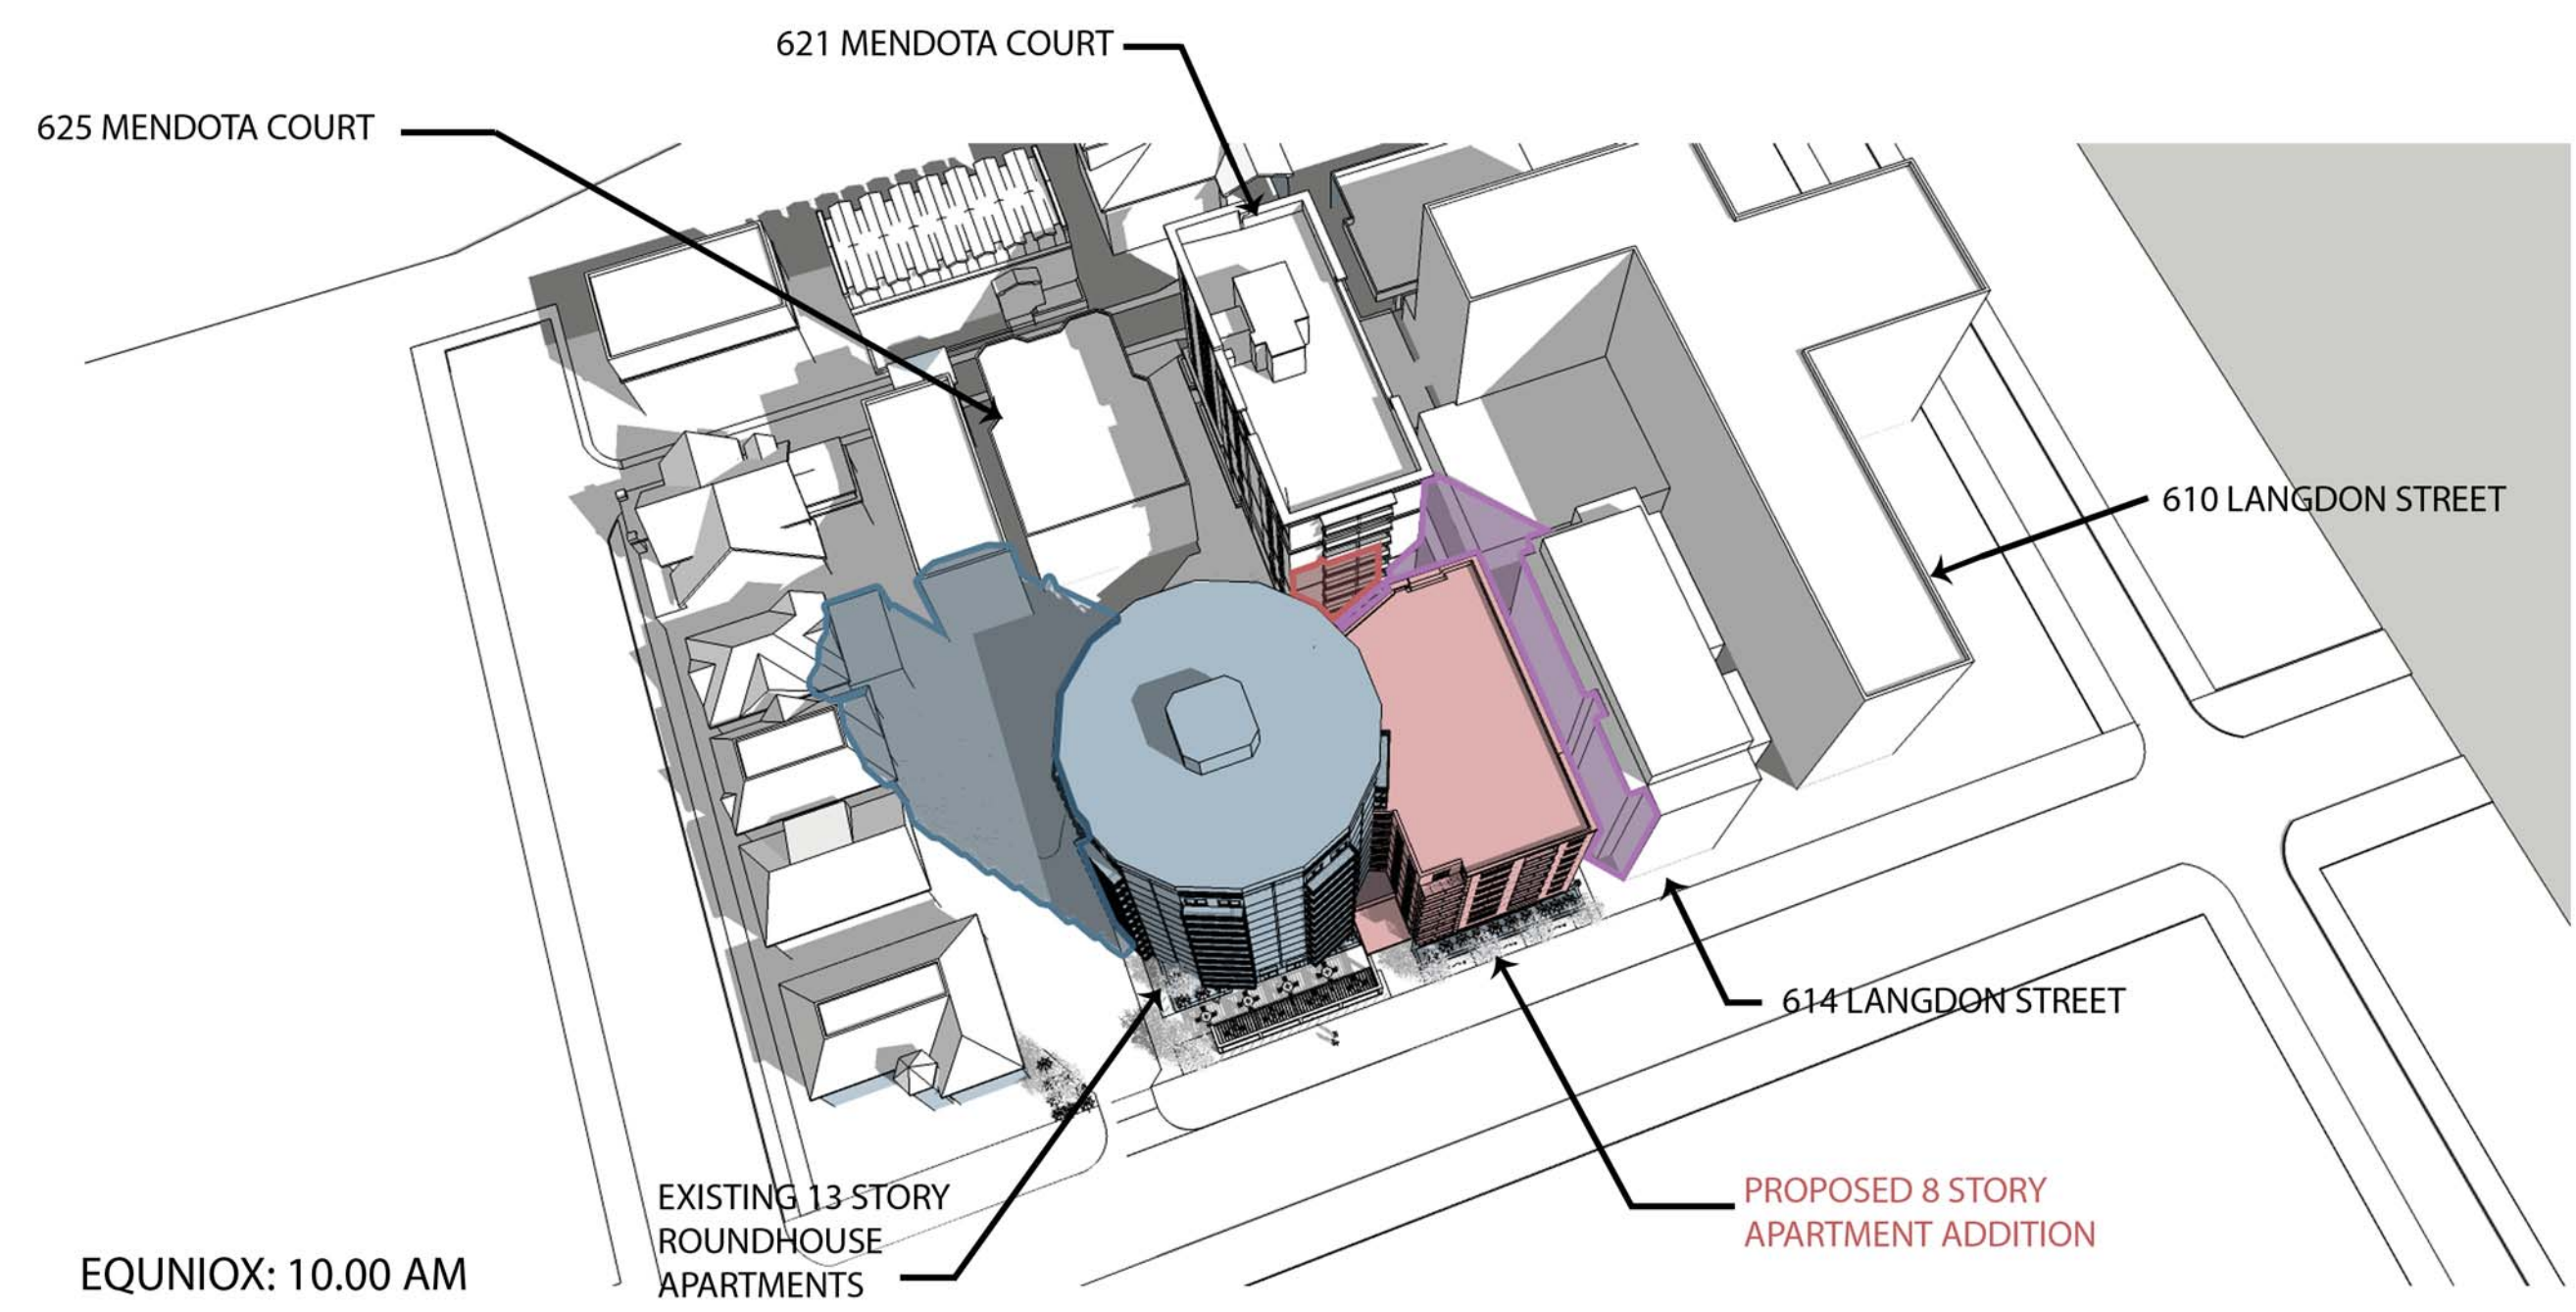 621 MENDOTA COURT
625 MENDOTA COURT
610 LANGDON STREET
614 LANGDON STREET
EXISTING 13 STORY
ROUNDHOUSE
APARTMENTS
PROPOSED 8 STORY
APARTMENT ADDITION
EQUNIOX: 10.00 AM